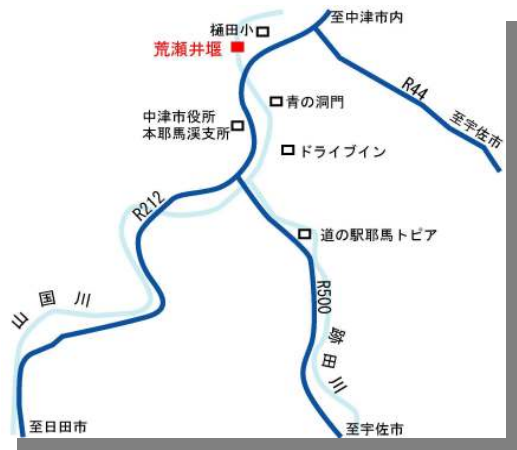 至中津市内
樋田小
荒瀬井堰
R44
青の洞門
中津市役所
本耶馬溪支所
至宇佐市
ドライブイン
R212
道の駅耶馬トピア
山国川
R500
跡田川
至日田市
至宇佐市